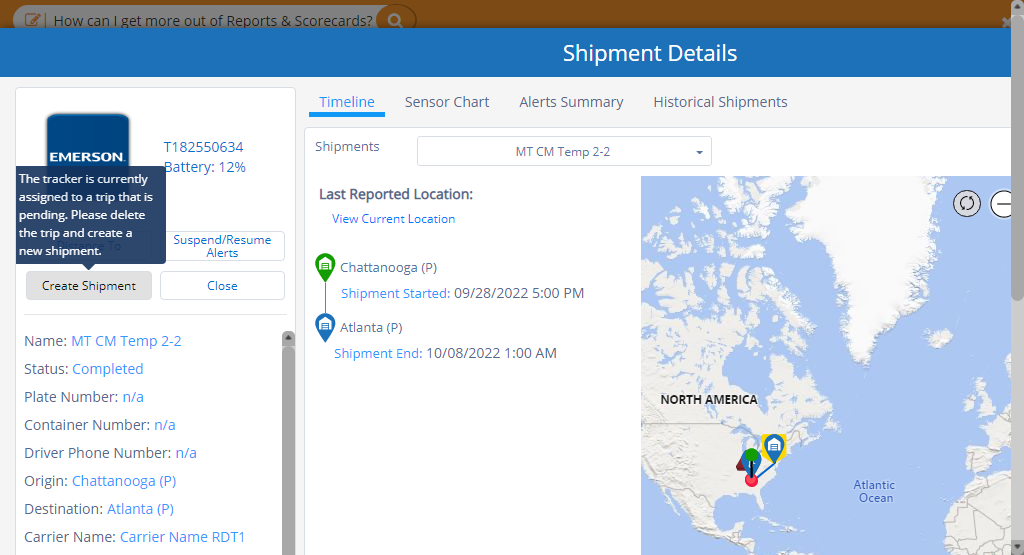 How can I get more out of Reports & Scorecards?
Shipment Details
EMERSON
T182550634
Battery: 12%
The tracker is currently
assigned to a trip that is
pending. Please delete
the trip and create a
new shipment.
Suspend/Resume
Alerts
Create Shipment
Close
Name: MT CM Temp 2-2
Status: Completed
Plate Number: n/a
Container Number: n/a
Driver Phone Number: n/a
Origin: Chattanooga (P)
Destination: Atlanta (P)
Carrier Name: Carrier Name RDT1
Timeline
Sensor Chart
Alerts Summary
Historical Shipments
Shipments
MT CM Temp 2-2
Last Reported Location:
View Current Location
Chattanooga (P)
Shipment Started: 09/28/2022 5:00 PM
Atlanta (P)
Shipment End: 10/08/2022 1:00 AM
NORTH AMERICA
Atlantic
Ocean